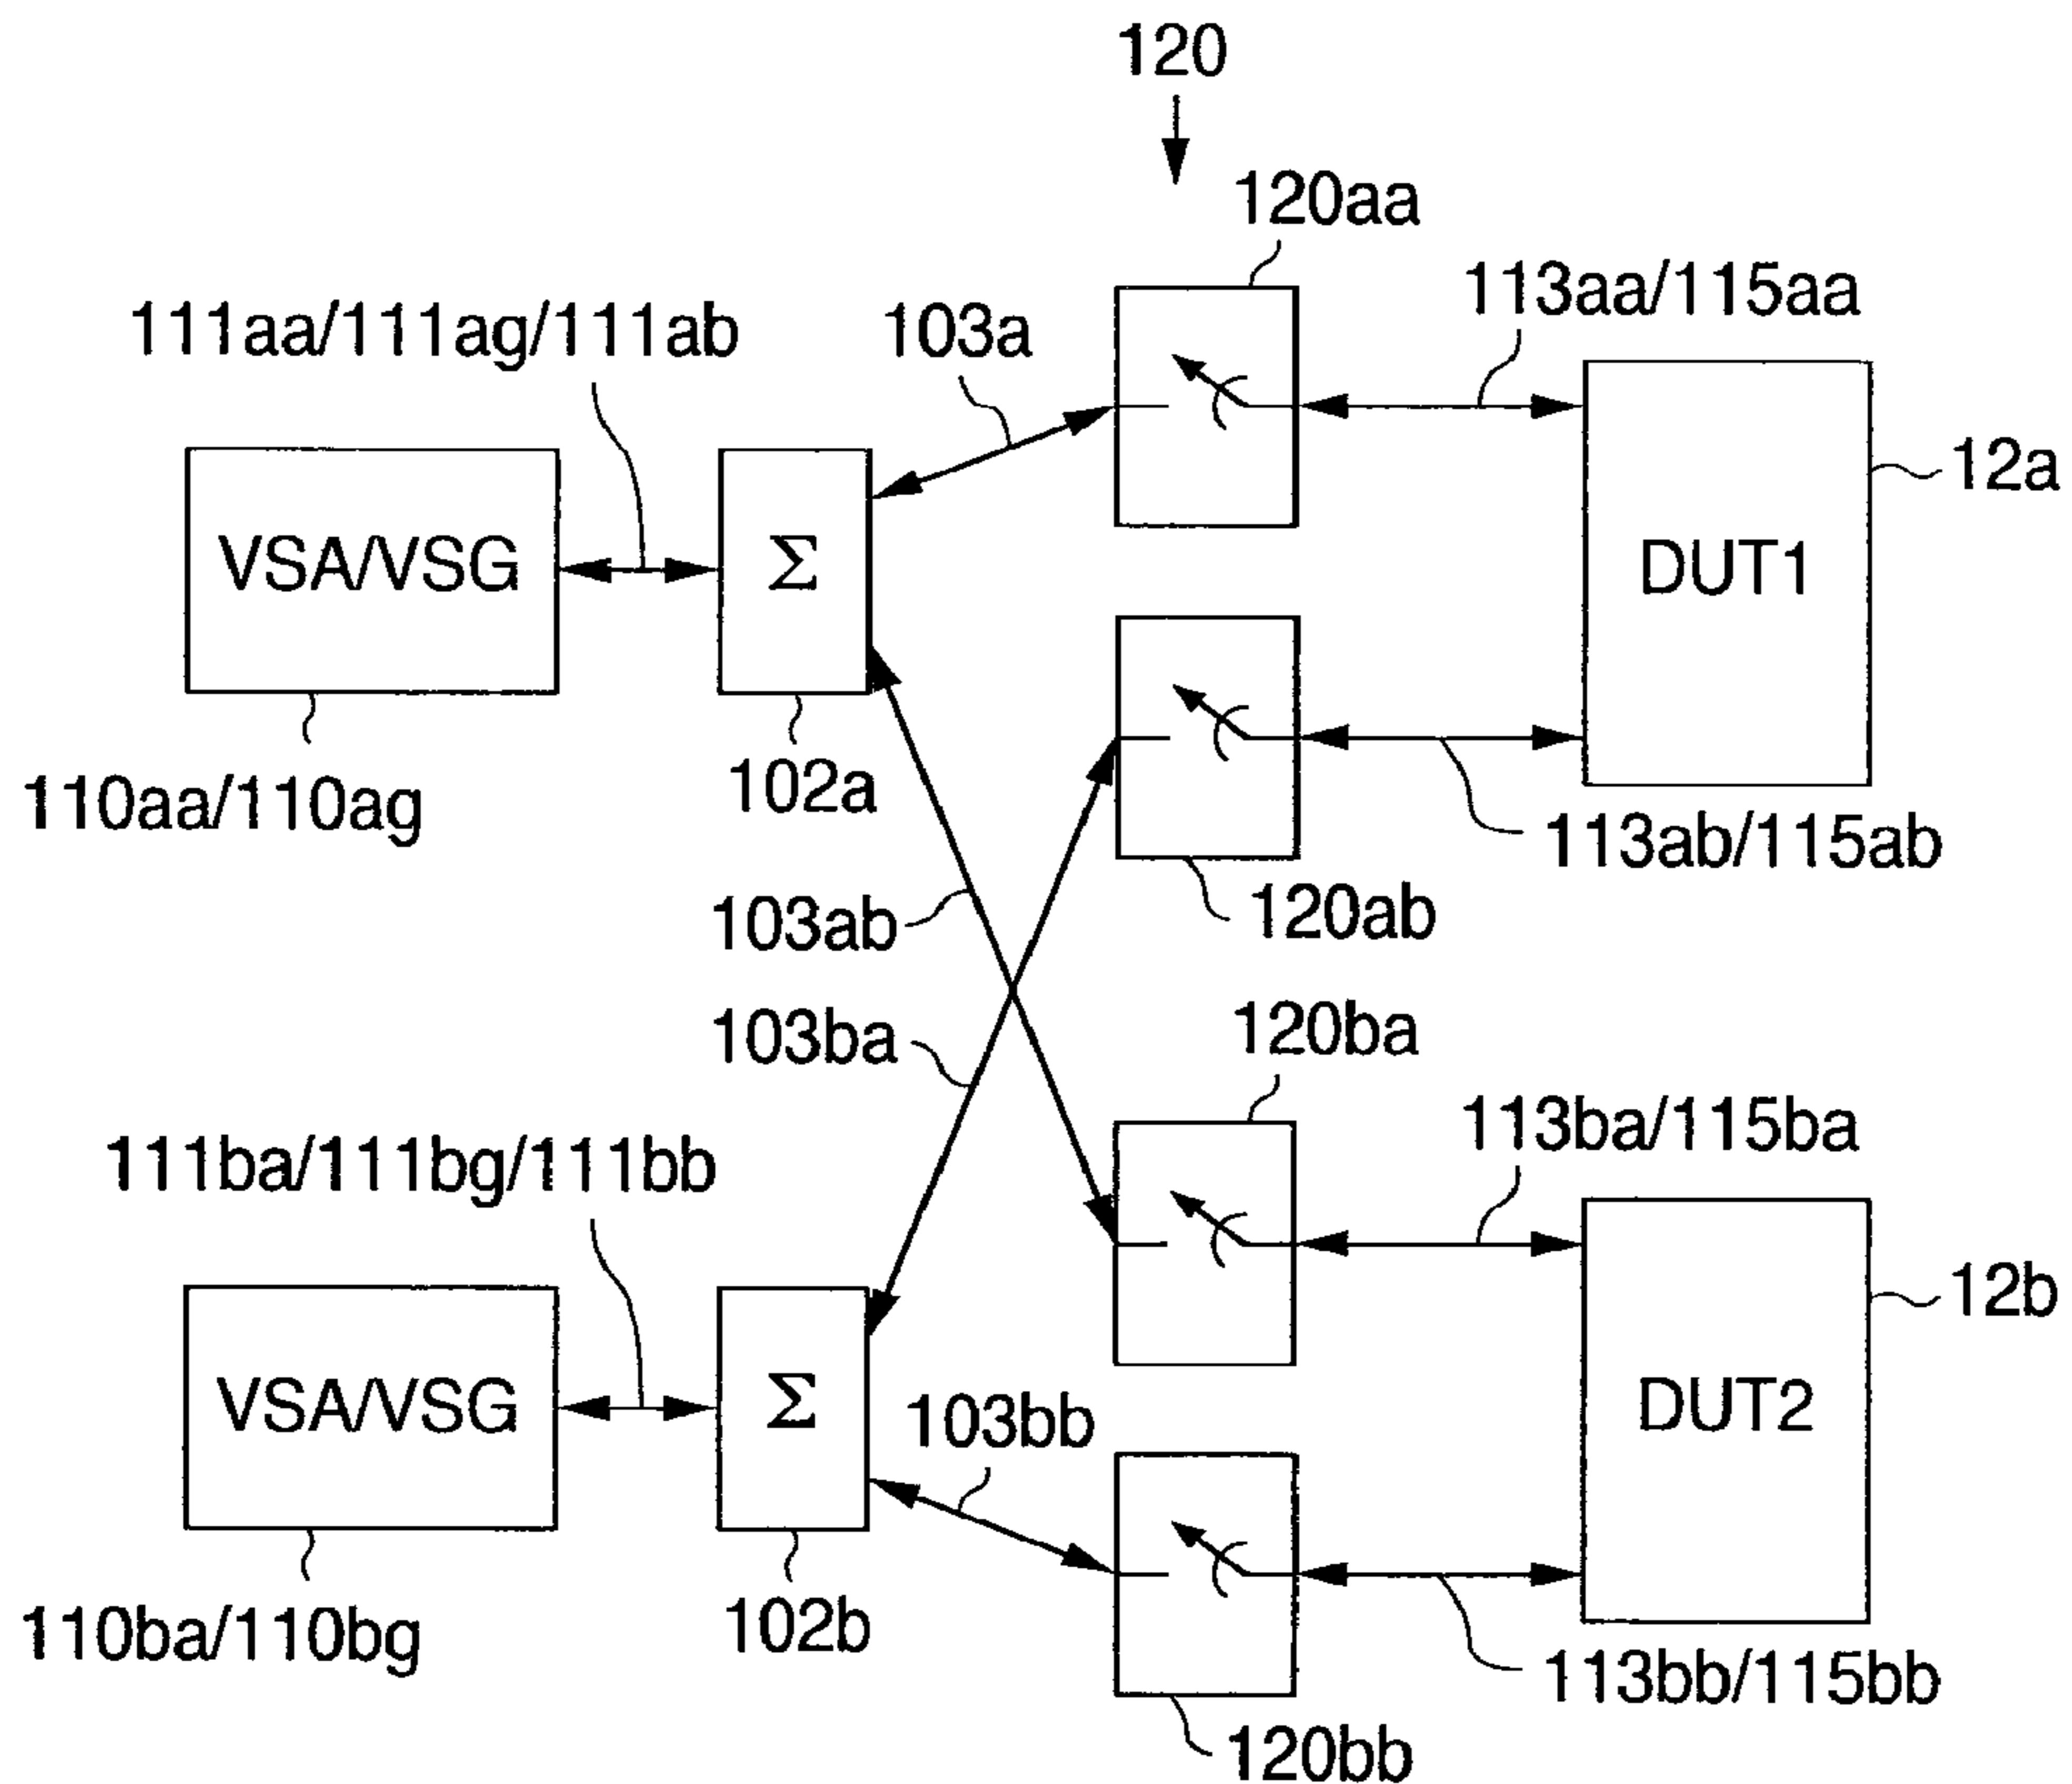 120
120aa
113aa/115aa
111aa/111ag/111ab
103a
12a
VSA/VSG
Σ
DUT1
102a
110aa/110ag
113ab/115ab
103ab
120ab
103ba
120ba
113ba/115ba
111ba/111bg/111bb
12b
VSA/VSG
Σ
103bb
DUT2
102b
110ba/110bg
113bb/115bb
120bb